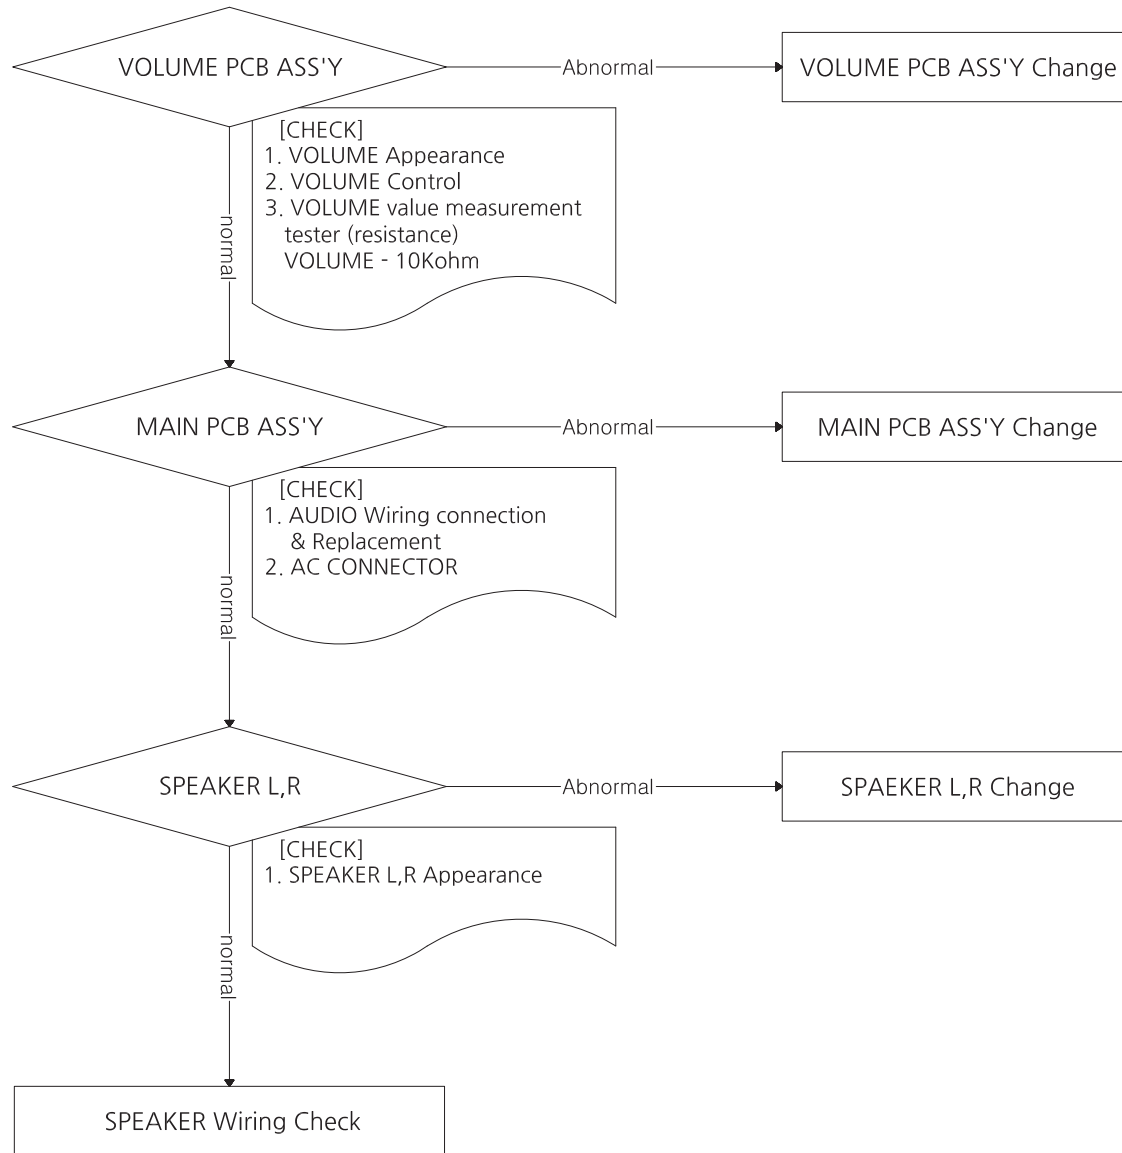 VOLUME PCB ASS'Y
Abnormal
VOLUME PCB ASS'Y Change
[CHECK]
1. VOLUME Appearance
2. VOLUME Control
3. VOLUME value measurement
tester (resistance)
VOLUME - 10Kohm
normal
MAIN PCB ASS'Y
Abnormal
MAIN PCB ASS'Y Change
[CHECK]
1. AUDIO Wiring connection
& Replacement
2. AC CONNECTOR
normal
SPEAKER L,R
Abnormal
SPAEKER L,R Change
[CHECK]
1. SPEAKER L,R Appearance
normal
SPEAKER Wiring Check